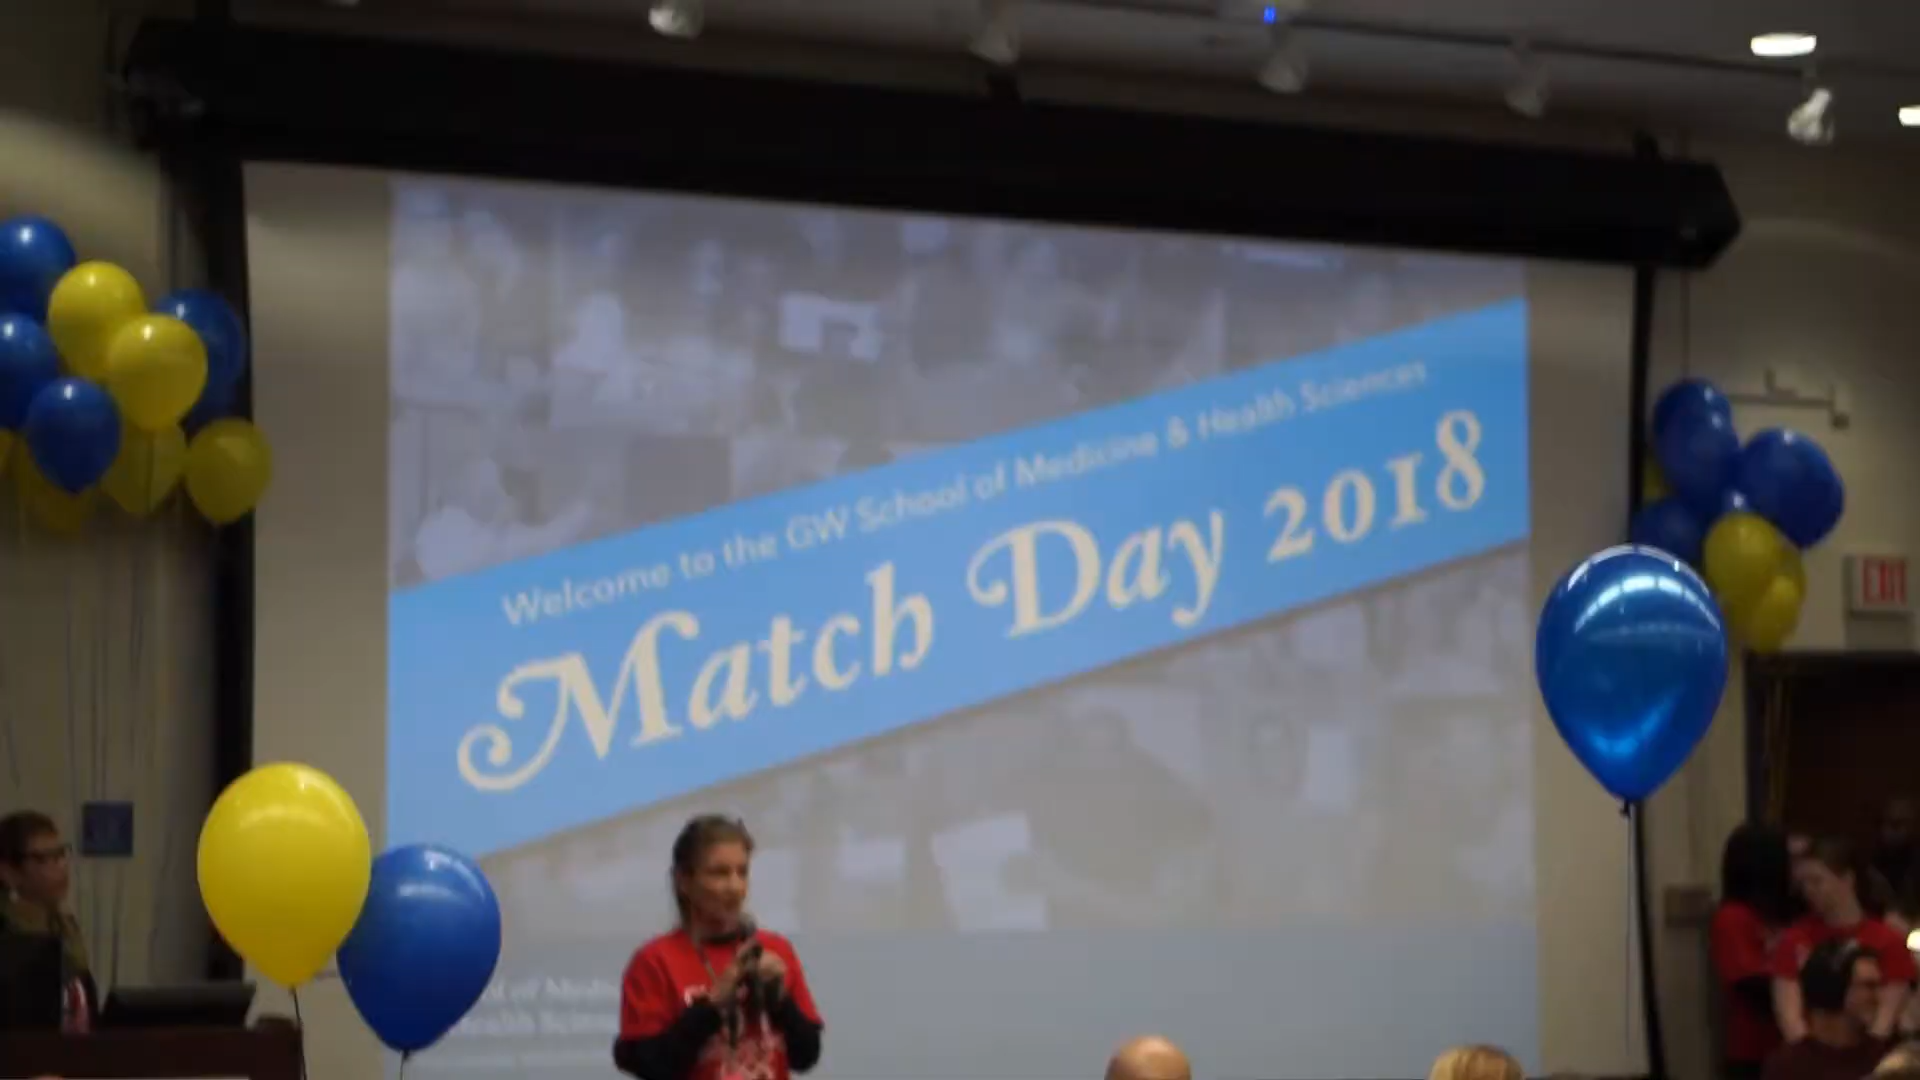 Welcome to the GW School of Medicine & Health Sciences
Match Day 2018
EXIT